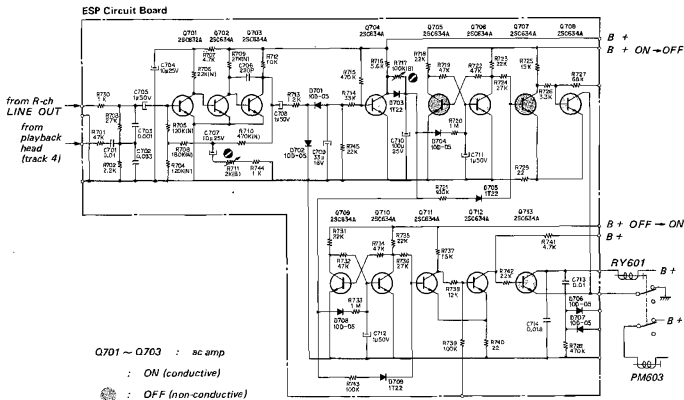 ESP Circuit Board
Q701 Q702 Q703
2SC632A 2SC634A 2SC634A
Q704
2SC634A
Q705 Q706 Q707 Q708
2SC634A 2SC634A 2SC634A 2SC634A
B +
B + ON → OFF
C704
10μ25V
R707
4.7K
R709
27K(N)
C706
220P
R712
10K
R706
22K(N)
R715
470K
R716
5.6K
R717
100K(B)
R718
22K
R719
47K
R722
47K
R723
22K
R724
27K
R725
15K
R726
3.3K
R727
68K
from R-ch
LINE OUT
R730
1K
C705
1μ50V
R713
1.2K
D701
10D-05
R714
33K
D703
1T22
from
playback
head
(track 4)
R701
47K
C701
0.01
R703
27K
C703
0.001
C702
0.033
R702
2.2K
R705
120K(N)
R708
180K(N)
R704
120K(N)
C707
10μ25V
R710
470K(N)
R711
2K(B)
R744
1K
C708
1μ50V
D702
10D-05
C709
33μ
16V
R745
22K
C710
100μ
25V
R720
1M
D704
10D-05
C711
1μ50V
R721
100K
D705
1T22
R729
22
Q709 Q710 Q711 Q712 Q713
2SC634A 2SC634A 2SC634A 2SC634A 2SC634A
B + OFF → ON
B +
R731
22K
R732
47K
R734
47K
R735
22K
R736
27K
R737
15K
R738
12K
R741
4.7K
R742
22K
R733
1M
D708
10D-05
C712
1μ50V
R739
100K
R740
22
C714
0.018
C713
0.01
D706
10D-05
D707
10D-05
470K
R743
100K
D709
1T22
RY601
B +
B +
PM603
Q701 ~ Q703 : ac amp
: ON (conductive)
: OFF (non-conductive)